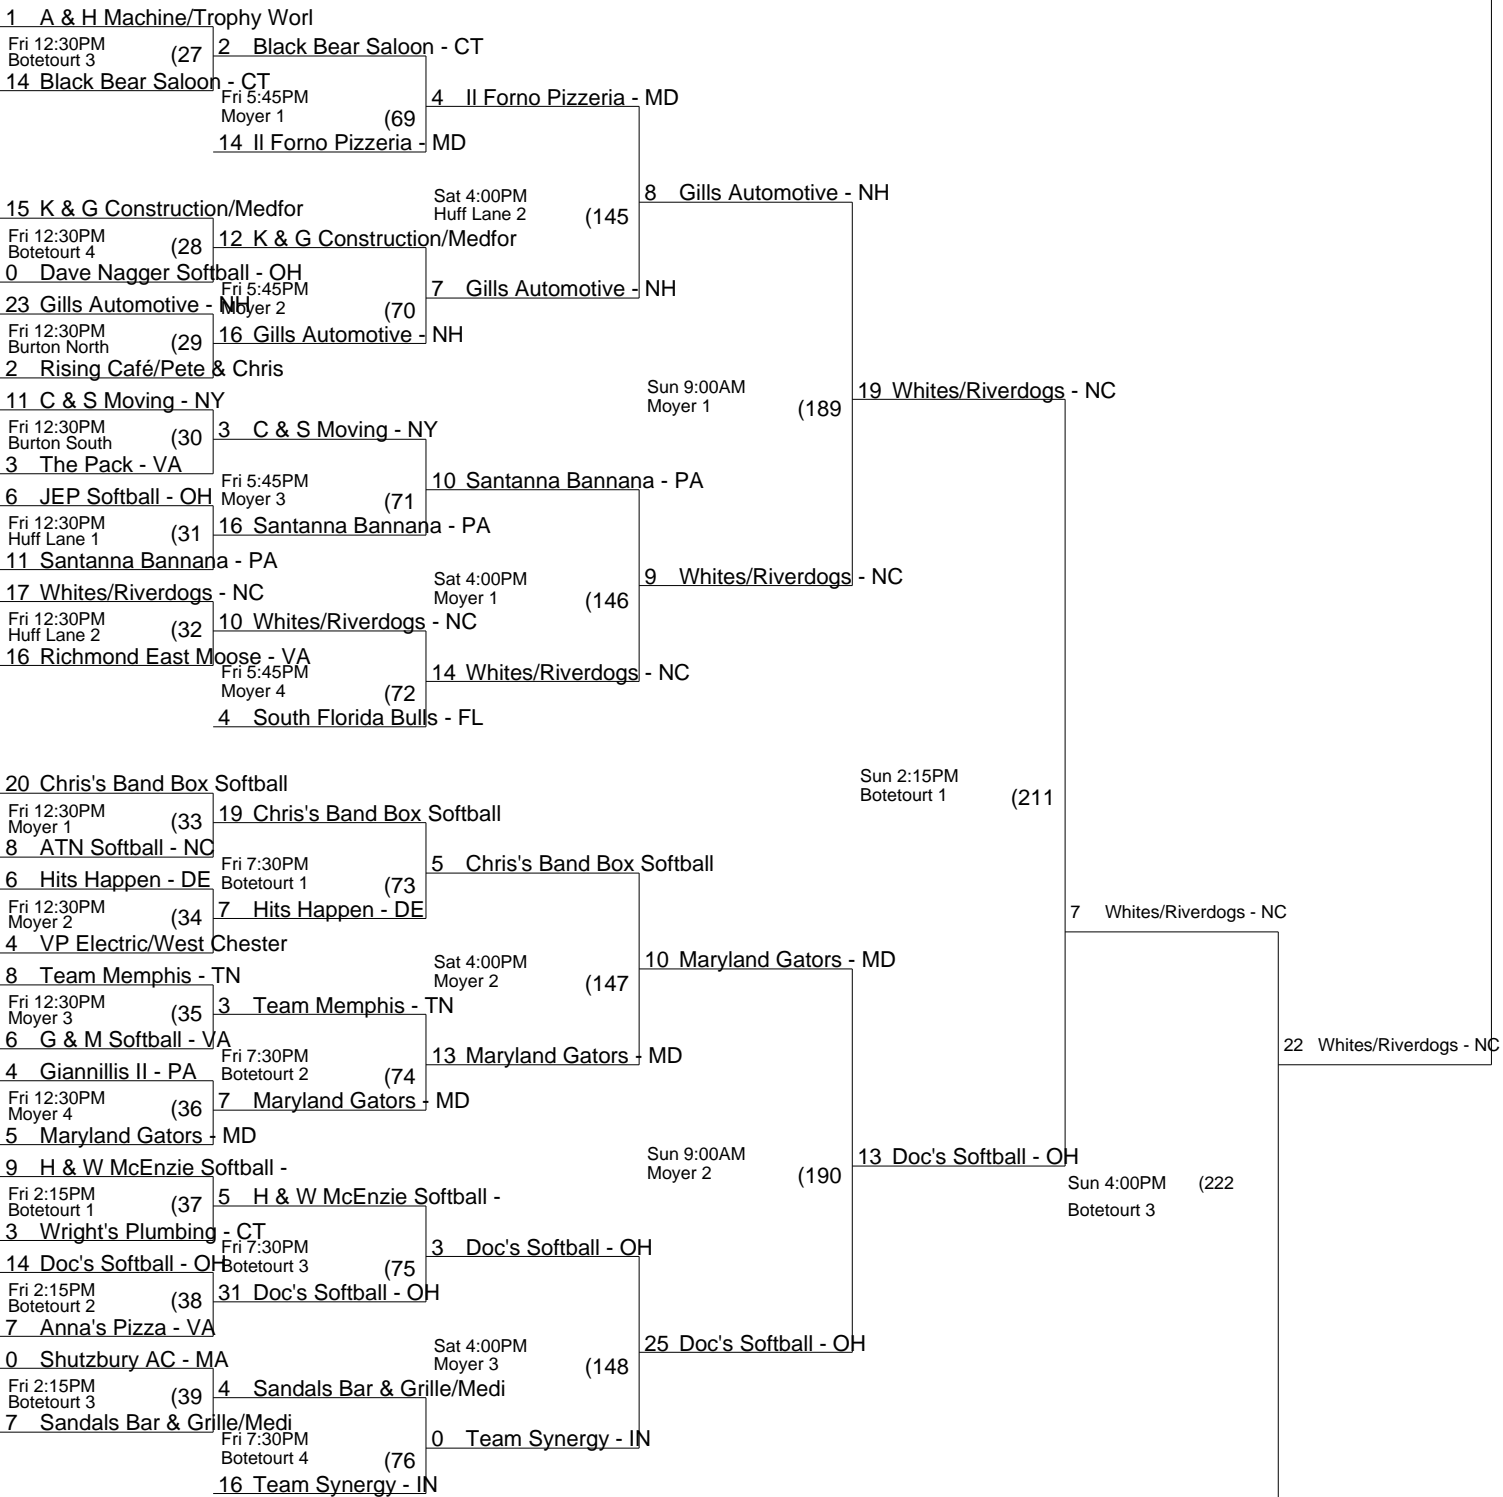 1 A & H Machine/Trophy Worl
Fri 12:30PM
Botetourt 3 (27
14 Black Bear Saloon - CT
2 Black Bear Saloon - CT
Fri 5:45PM
Moyer 1 (69
14 Il Forno Pizzeria - MD
4 Il Forno Pizzeria - MD
Sat 4:00PM
Huff Lane 2 (145
8 Gills Automotive - NH
15 K & G Construction/Medfor
Fri 12:30PM
Botetourt 4 (28
0 Dave Nagger Softball - OH
12 K & G Construction/Medfor
Fri 5:45PM
Moyer 2 (70
7 Gills Automotive - NH
23 Gills Automotive - NH
Fri 12:30PM
Burton North (29
2 Rising Café/Pete & Chris
16 Gills Automotive - NH
Sun 9:00AM
Moyer 1 (189
19 Whites/Riverdogs - NC
11 C & S Moving - NY
Fri 12:30PM
Burton South (30
3 The Pack - VA
3 C & S Moving - NY
Fri 5:45PM
Moyer 3 (71
10 Santanna Bannana - PA
6 JEP Softball - OH
Fri 12:30PM
Huff Lane 1 (31
11 Santanna Bannana - PA
16 Santanna Bannana - PA
Sat 4:00PM
Moyer 1 (146
9 Whites/Riverdogs - NC
17 Whites/Riverdogs - NC
Fri 12:30PM
Huff Lane 2 (32
16 Richmond East Moose - VA
10 Whites/Riverdogs - NC
Fri 5:45PM
Moyer 4 (72
4 South Florida Bulls - FL
14 Whites/Riverdogs - NC
Sun 2:15PM
Botetourt 1 (211
20 Chris's Band Box Softball
Fri 12:30PM
Moyer 1 (33
8 ATN Softball - NC
19 Chris's Band Box Softball
Fri 7:30PM
Botetourt 1 (73
5 Chris's Band Box Softball
6 Hits Happen - DE
Fri 12:30PM
Moyer 2 (34
4 VP Electric/West Chester
7 Hits Happen - DE
7 Whites/Riverdogs - NC
Sat 4:00PM
Moyer 2 (147
10 Maryland Gators - MD
8 Team Memphis - TN
Fri 12:30PM
Moyer 3 (35
6 G & M Softball - VA
3 Team Memphis - TN
Fri 7:30PM
Botetourt 2 (74
13 Maryland Gators - MD
22 Whites/Riverdogs - NC
4 Giannillis II - PA
Fri 12:30PM
Moyer 4 (36
5 Maryland Gators - MD
7 Maryland Gators - MD
Sun 9:00AM
Moyer 2 (190
13 Doc's Softball - OH
Sun 4:00PM (222
Botetourt 3
9 H & W McEnzie Softball -
Fri 2:15PM
Botetourt 1 (37
3 Wright's Plumbing - CT
5 H & W McEnzie Softball -
Fri 7:30PM
Botetourt 3 (75
3 Doc's Softball - OH
14 Doc's Softball - OH
Fri 2:15PM
Botetourt 2 (38
7 Anna's Pizza - VA
31 Doc's Softball - OH
Sat 4:00PM
Moyer 3 (148
25 Doc's Softball - OH
0 Shutzbury AC - MA
Fri 2:15PM
Botetourt 3 (39
7 Sandals Bar & Grille/Medi
4 Sandals Bar & Grille/Medi
Fri 7:30PM
Botetourt 4 (76
16 Team Synergy - IN
0 Team Synergy - IN